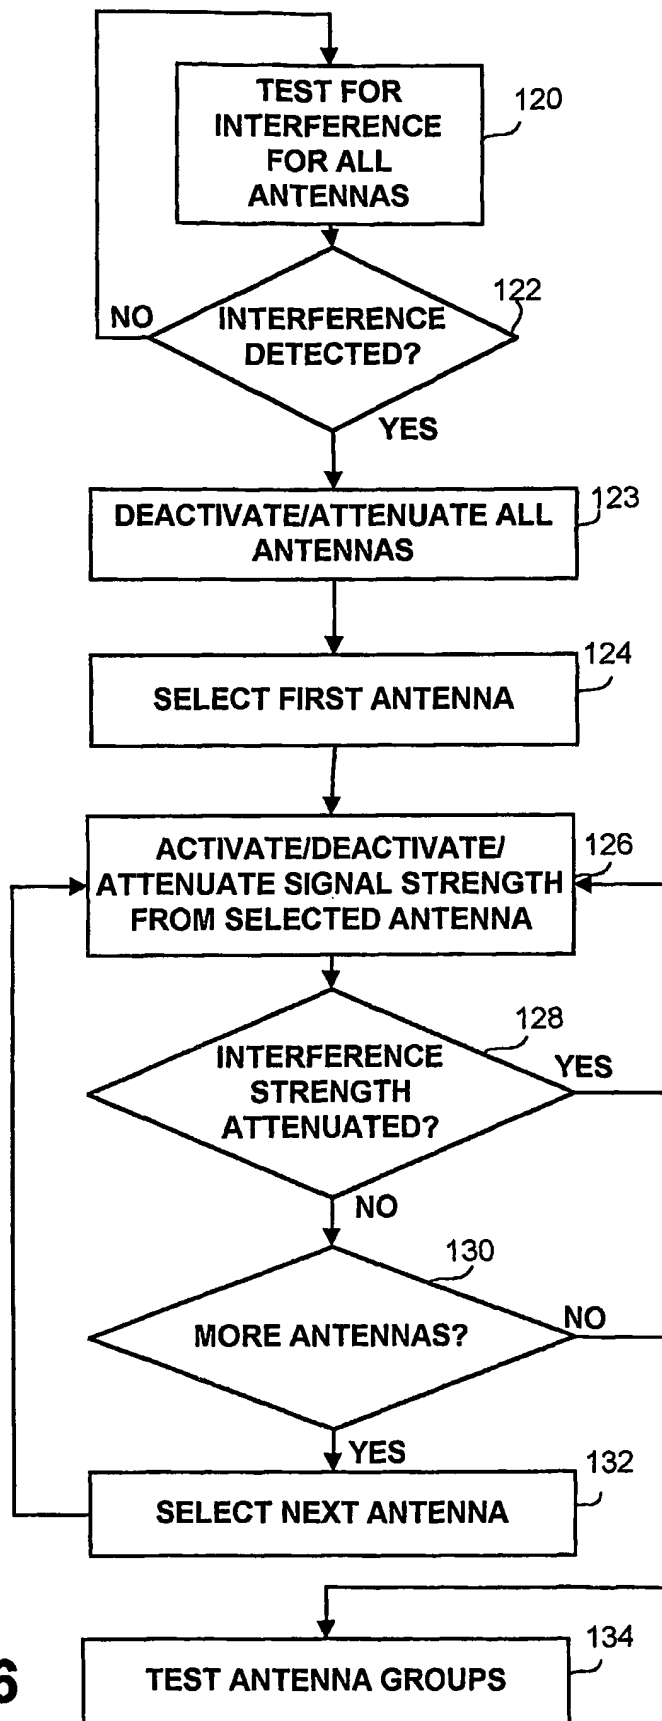 TEST FOR
INTERFERENCE
FOR ALL
ANTENNAS
120
INTERFERENCE
DETECTED?
122
NO
YES
DEACTIVATE/ATTENUATE ALL
ANTENNAS
123
SELECT FIRST ANTENNA
124
ACTIVATE/DEACTIVATE/
ATTENUATE SIGNAL STRENGTH
FROM SELECTED ANTENNA
126
INTERFERENCE
STRENGTH
ATTENUATED?
128
YES
NO
MORE ANTENNAS?
130
NO
YES
SELECT NEXT ANTENNA
132
TEST ANTENNA GROUPS
134
6